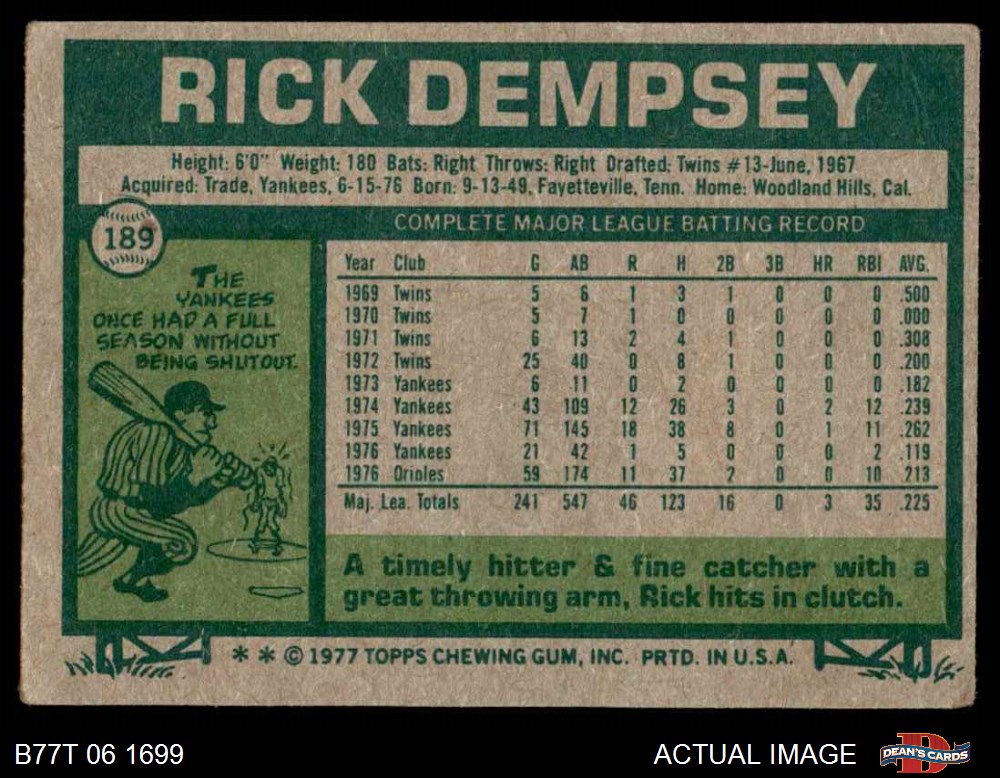 RICK DEMPSEY
Height: 6'0" Weight: 180 Bats: Right Throws: Right Drafted: Twins #13-June, 1967
Acquired: Trade, Yankees, 6-15-76 Born: 9-13-49, Fayetteville, Tenn. Home: Woodland Hills, Cal.
189
COMPLETE MAJOR LEAGUE BATTING RECORD
THE
YANKEES
ONCE HAD A FULL
SEASON WITHOUT
BEING SHUTOUT.
Year Club G AB R H 2B 3B HR RBI AVG.
1969 Twins 5 6 1 3 1 0 0 0 .500
1970 Twins 5 7 1 0 0 0 0 0 .000
1971 Twins 6 13 2 4 1 0 0 0 .308
1972 Twins 25 40 0 8 1 0 0 0 .200
1973 Yankees 6 11 0 2 0 0 0 0 .182
1974 Yankees 43 109 12 26 3 0 2 12 .239
1975 Yankees 71 145 18 38 8 0 1 11 .262
1976 Yankees 21 42 1 5 0 0 0 2 .119
1976 Orioles 59 174 11 37 2 0 0 10 .213
Maj. Lea. Totals 241 547 46 123 16 0 3 35 .225
A timely hitter & fine catcher with a
great throwing arm, Rick hits in clutch.
* * © 1977 TOPPS CHEWING GUM, INC. PRTD. IN U.S.A.
B77T 06 1699
ACTUAL IMAGE
DEAN'S CARDS